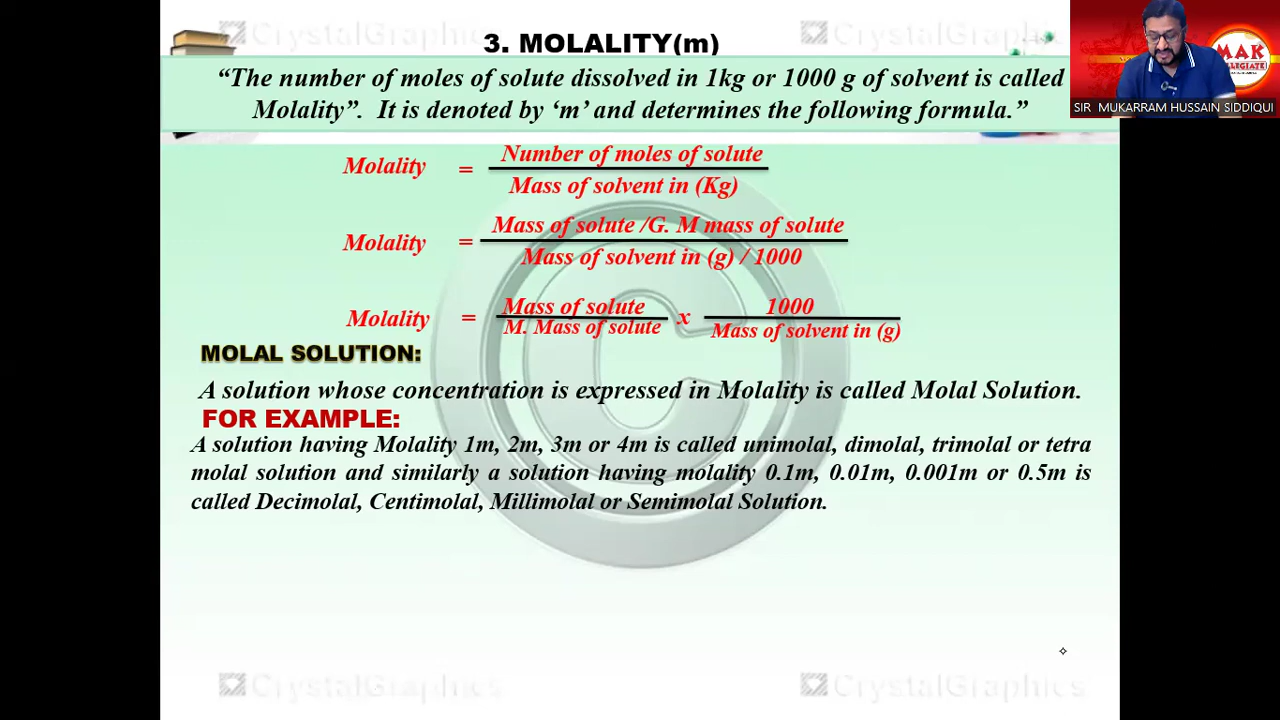 CrystalGraphics
CrystalGraphics
3. MOLALITY(m)
“The number of moles of solute dissolved in 1kg or 1000 g of solvent is called
Molality”. It is denoted by ‘m’ and determines the following formula.”
MAK
SIR MUKARRAM HUSSAIN SIDDIQUI
Molality = Number of moles of solute
Mass of solvent in (Kg)
Molality = Mass of solute /G. M mass of solute
Mass of solvent in (g) / 1000
Molality = Mass of solute x 1000
M. Mass of solute Mass of solvent in (g)
MOLAL SOLUTION:
A solution whose concentration is expressed in Molality is called Molal Solution.
FOR EXAMPLE:
A solution having Molality 1m, 2m, 3m or 4m is called unimolal, dimolal, trimolal or tetra
molal solution and similarly a solution having molality 0.1m, 0.01m, 0.001m or 0.5m is
called Decimolal, Centimolal, Millimolal or Semimolal Solution.
CrystalGraphics
CrystalGraphics